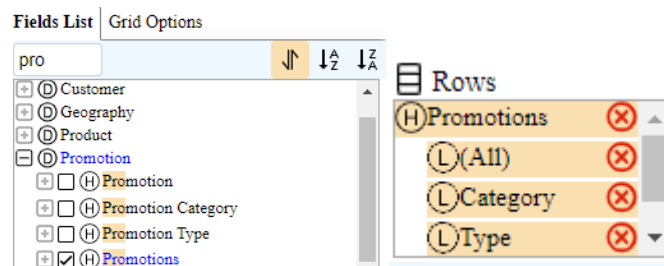 Fields List Grid Options
pro
A Z
Z A
D Customer
D Geography
D Product
D Promotion
H Promotion
H Promotion Category
H Promotion Type
H Promotions
Rows
H Promotions
L (All)
L Category
L Type